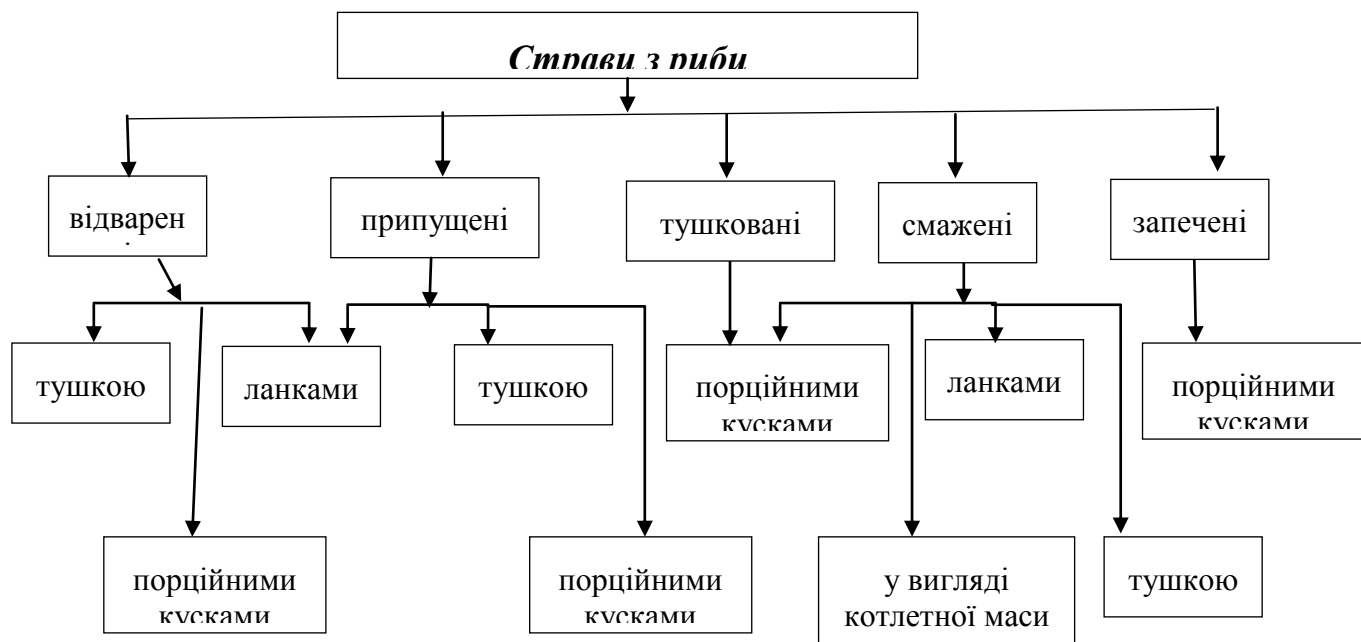 Страви з риби
відварен
і
припущені
тушковані
смажені
запечені
тушкою
ланками
тушкою
порційними
кусками
ланками
порційними
кусками
порційними
кусками
порційними
кусками
у вигляді
котлетної маси
тушкою